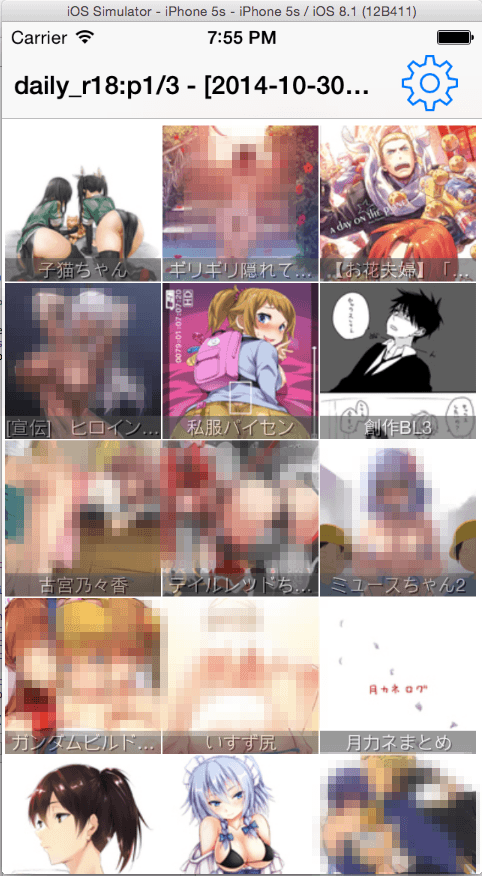 iOS Simulator - iPhone 5s - iPhone 5s / iOS 8.1 (12B411)
Carrier 7:55 PM
daily_r18:p1/3 - [2014-10-30...
子猫ちゃん
ギリギリ隠れて...
【お花夫婦】「...
A DAY ON THE
[宣伝] ヒロイン...
私服パイセン
創作BL3
古宮乃々香
テイルレッドち...
ミュースちゃん2
ガンダムビルド...
いすず尻
月カネ ログ
月カネまとめ